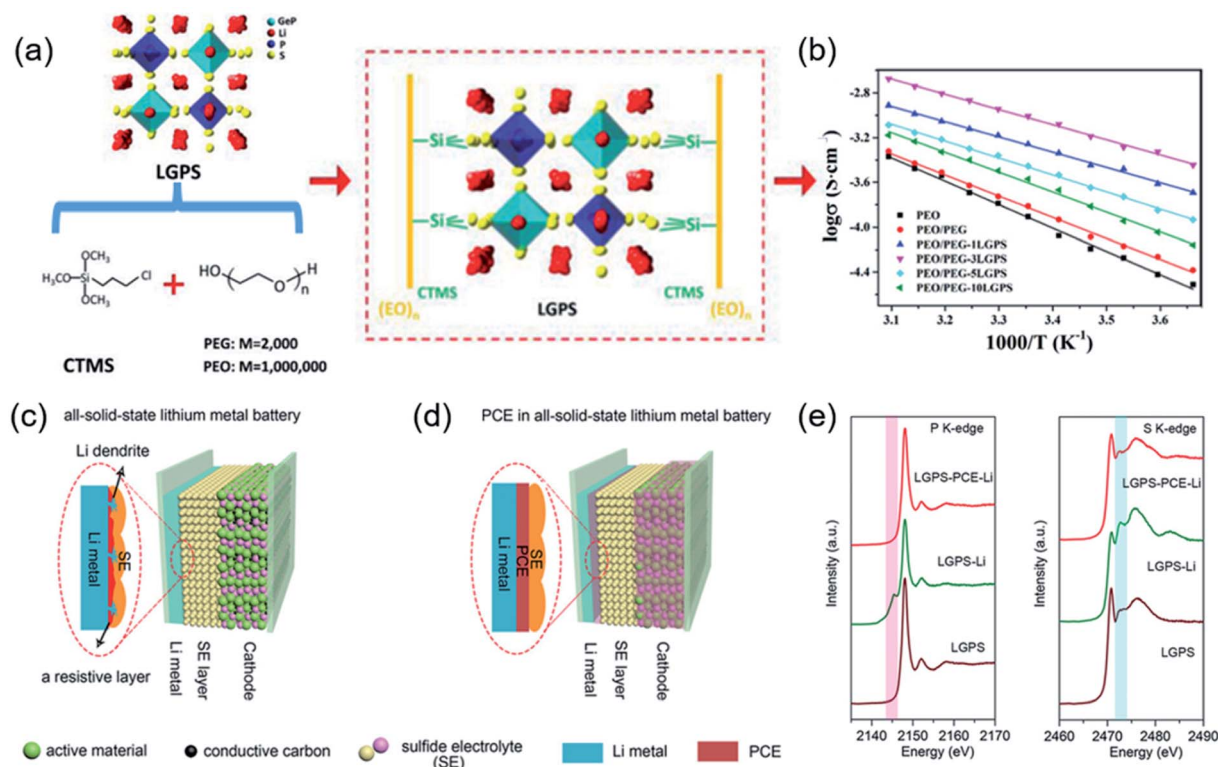 (a)
GeP
Li
P
S
LGPS
OCH₃
H₃CO
Si
Cl
OCH₃
HO
O
H
n
CTMS
PEG: M=2,000
PEO: M=1,000,000
Si
Si
Si
Si
CTMS
CTMS
(EO)n
LGPS
(EO)n
(b)
logσ (S·cm⁻¹)
-2.8
-3.2
-3.6
-4.0
-4.4
PEO
PEO/PEG
PEO/PEG-1LGPS
PEO/PEG-3LGPS
PEO/PEG-5LGPS
PEO/PEG-10LGPS
3.1 3.2 3.3 3.4 3.5 3.6
1000/T (K⁻¹)
(c)
all-solid-state lithium metal battery
Li dendrite
Li metal
SE
a resistive layer
Li metal
SE layer
Cathode
(d)
PCE in all-solid-state lithium metal battery
Li metal
PCE
SE
Li metal
SE layer
Cathode
(e)
Intensity (a.u.)
P K-edge
LGPS-PCE-Li
LGPS-Li
LGPS
2140 2150 2160 2170
Energy (eV)
Intensity (a.u.)
S K-edge
LGPS-PCE-Li
LGPS-Li
LGPS
2460 2470 2480 2490
Energy (eV)
active material
conductive carbon
sulfide electrolyte
(SE)
Li metal
PCE